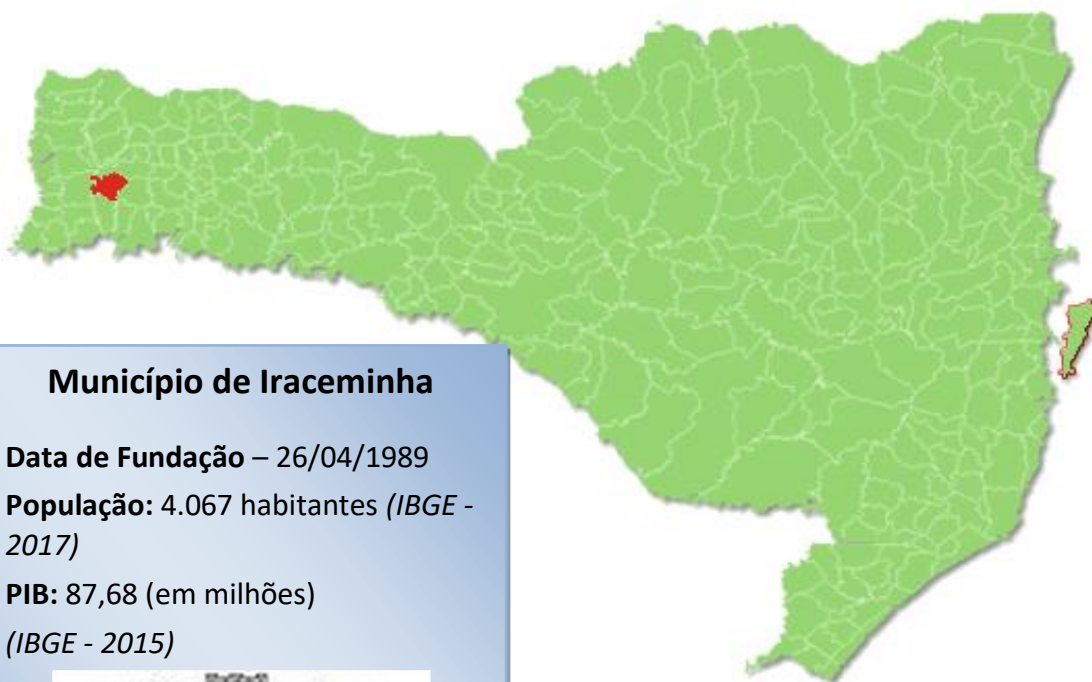 Município de Iraceminha
Data de Fundação – 26/04/1989
População: 4.067 habitantes (IBGE -
2017)
PIB: 87,68 (em milhões)
(IBGE - 2015)